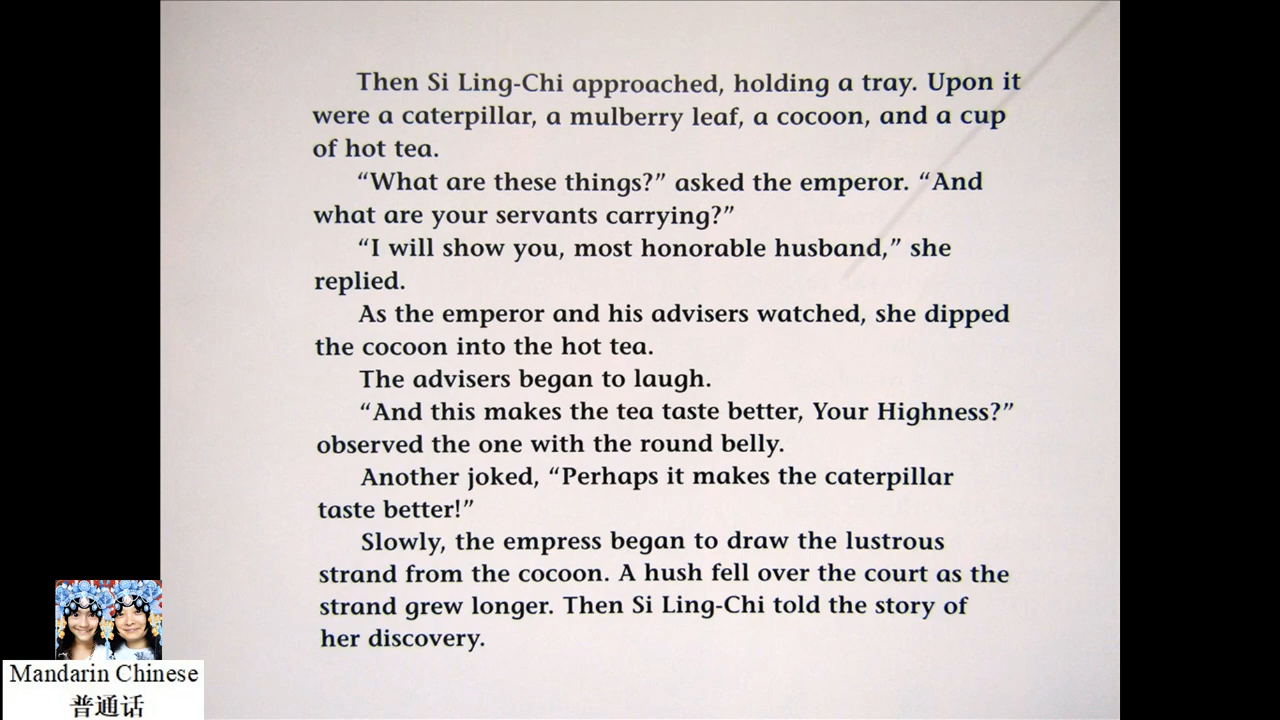 Then Si Ling-Chi approached, holding a tray. Upon it
were a caterpillar, a mulberry leaf, a cocoon, and a cup
of hot tea.
“What are these things?” asked the emperor. “And
what are your servants carrying?”
“I will show you, most honorable husband,” she
replied.
As the emperor and his advisers watched, she dipped
the cocoon into the hot tea.
The advisers began to laugh.
“And this makes the tea taste better, Your Highness?”
observed the one with the round belly.
Another joked, “Perhaps it makes the caterpillar
taste better!”
Slowly, the empress began to draw the lustrous
strand from the cocoon. A hush fell over the court as the
strand grew longer. Then Si Ling-Chi told the story of
her discovery.
Mandarin Chinese
普通话